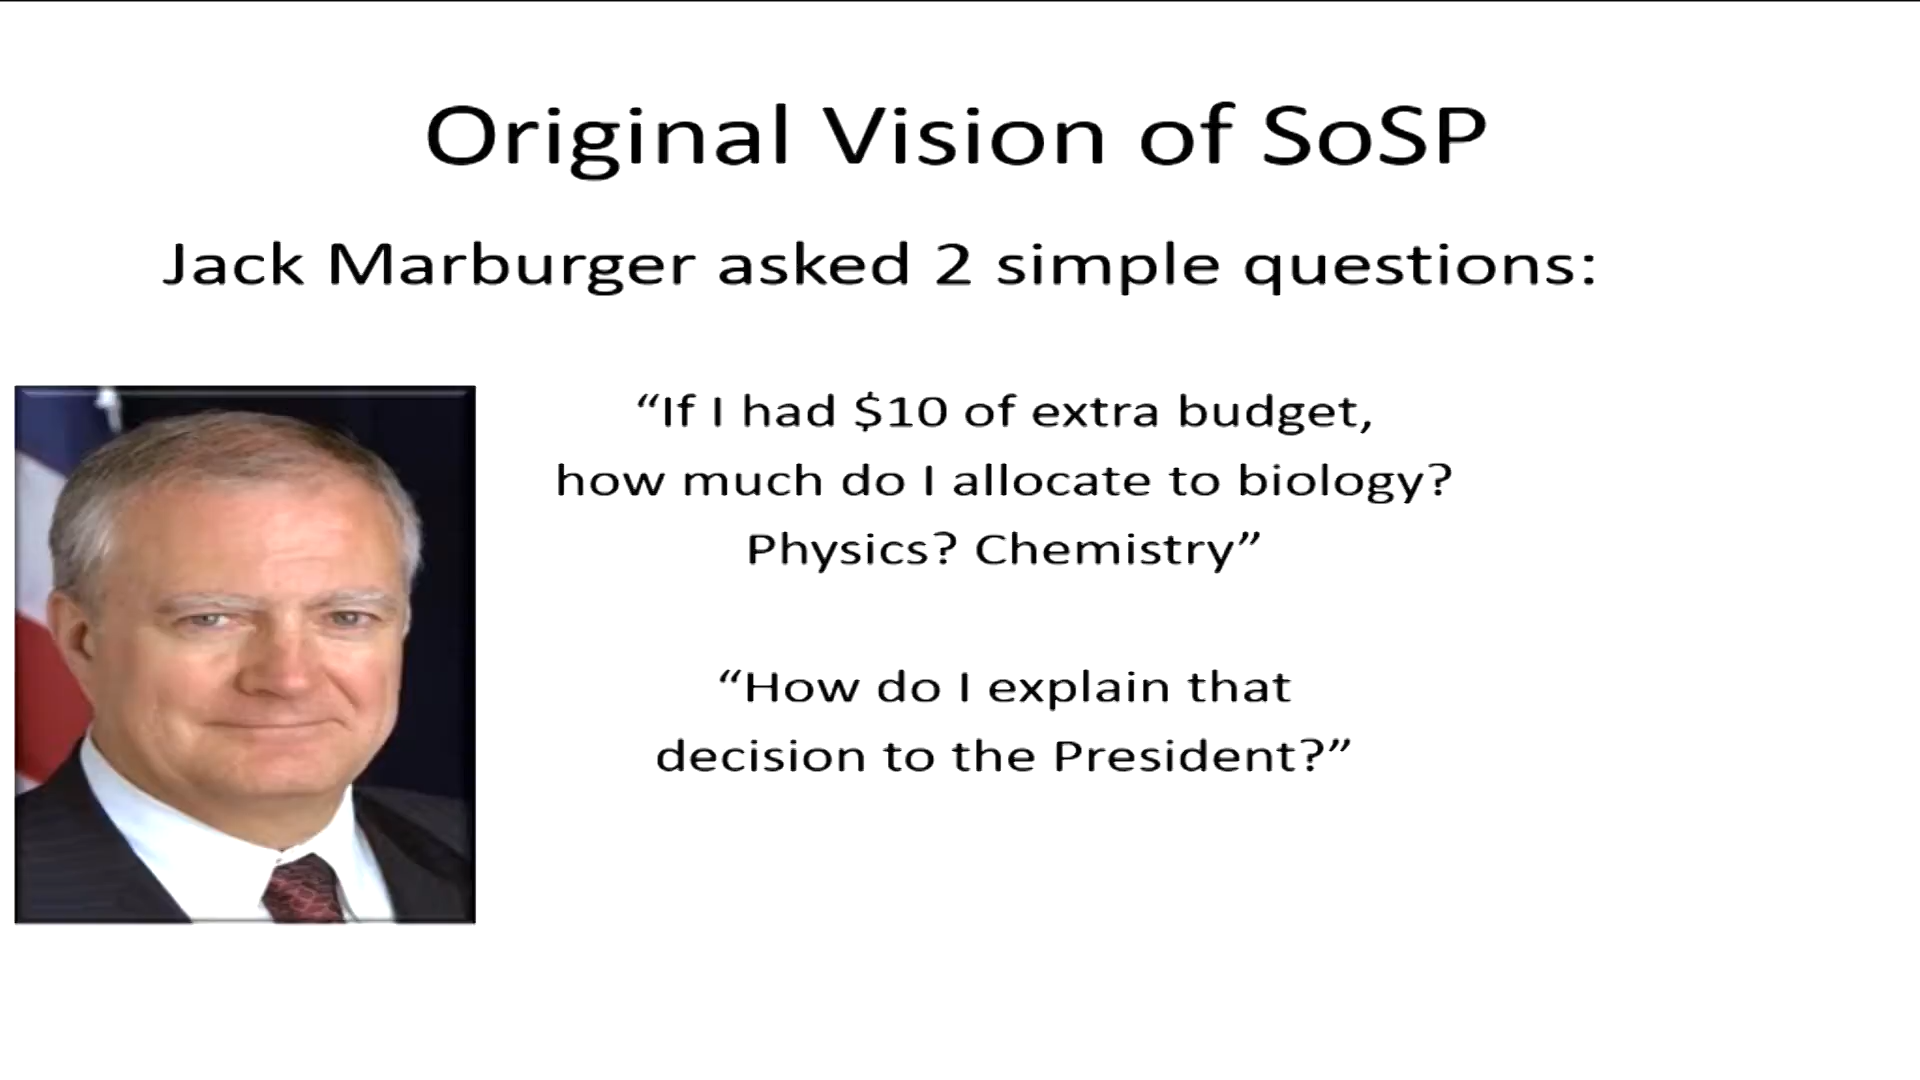 Original Vision of SoSP
Jack Marburger asked 2 simple questions:
“If I had $10 of extra budget,
how much do I allocate to biology?
Physics? Chemistry”
“How do I explain that
decision to the President?”